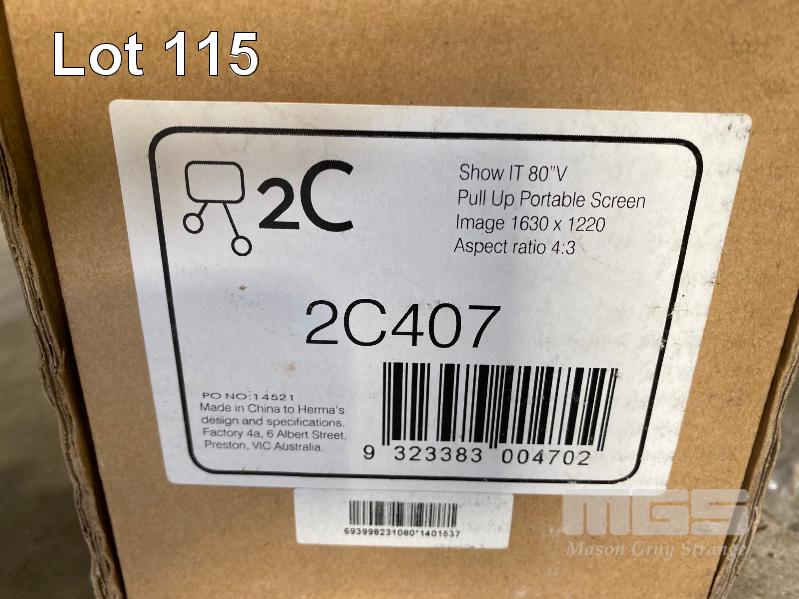 Lot 115
2C
Show IT 80"V
Pull Up Portable Screen
Image 1630 x 1220
Aspect ratio 4:3
2C407
PO NO:14521
Made in China to Herma's
design and specifications.
Factory 4a, 6 Albert Street,
Preston, VIC Australia.
9 323383 004702
693998231080*1401537
MGS
Mason Gray Strange